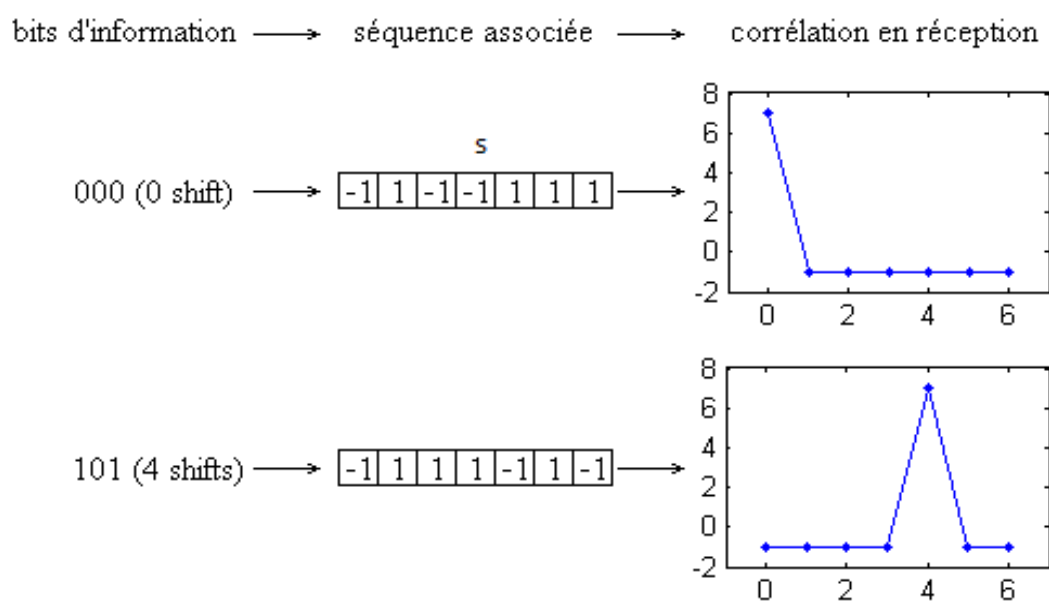 bits d'information séquence associée corrélation en réception
s
000 (0 shift) -1 1 -1 -1 1 1 1
8
6
4
2
0
-2
0 2 4 6
101 (4 shifts) -1 1 1 1 -1 1 -1
8
6
4
2
0
-2
0 2 4 6